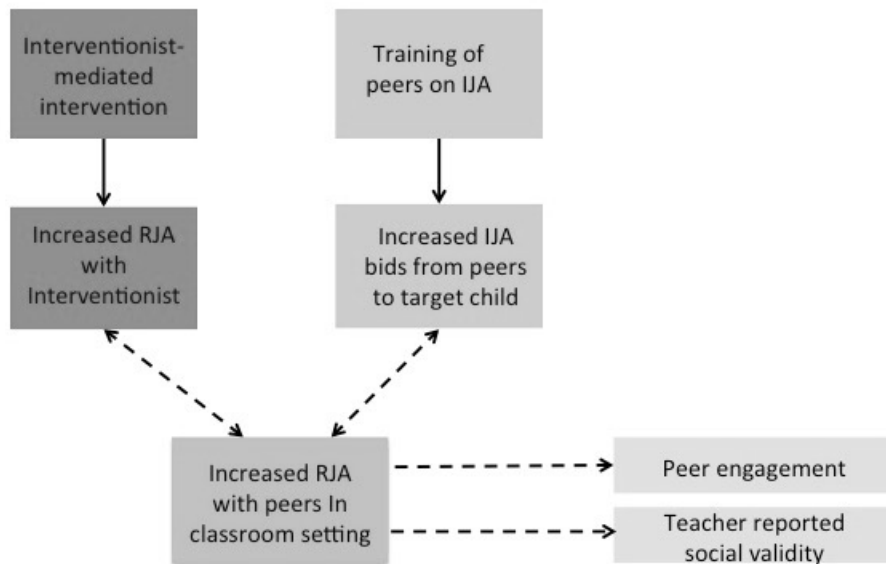 Interventionist-
mediated
intervention
Training of
peers on IJA
Increased RJA
with
Interventionist
Increased IJA
bids from peers
to target child
Increased RJA
with peers In
classroom setting
Peer engagement
Teacher reported
social validity